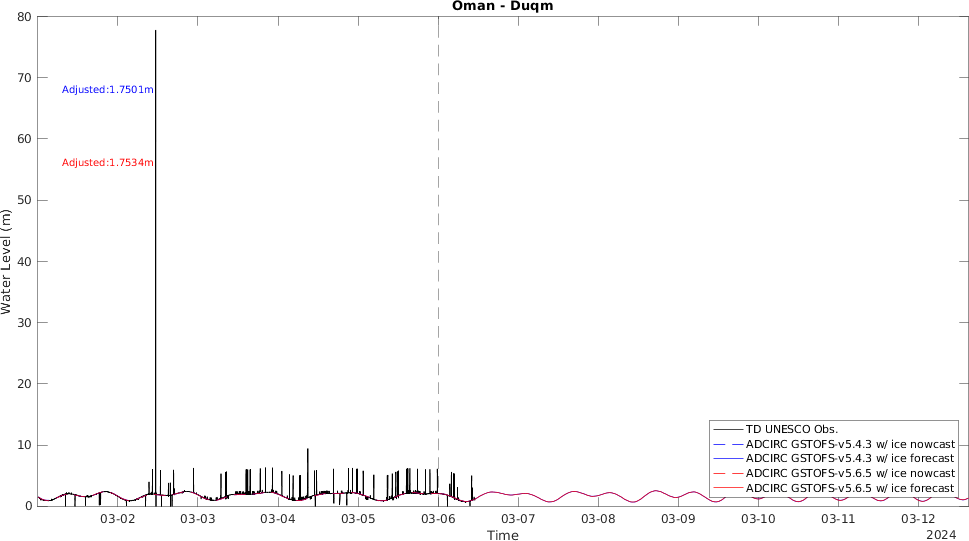 Oman - Duqm
80
70
60
50
40
30
20
10
0
Water Level (m)
Adjusted:1.7501m
Adjusted:1.7534m
TD UNESCO Obs.
ADCIRC GSTOFS-v5.4.3 w/ ice nowcast
ADCIRC GSTOFS-v5.4.3 w/ ice forecast
ADCIRC GSTOFS-v5.6.5 w/ ice nowcast
ADCIRC GSTOFS-v5.6.5 w/ ice forecast
03-02 03-03 03-04 03-05 03-06 03-07 03-08 03-09 03-10 03-11 03-12
Time
2024